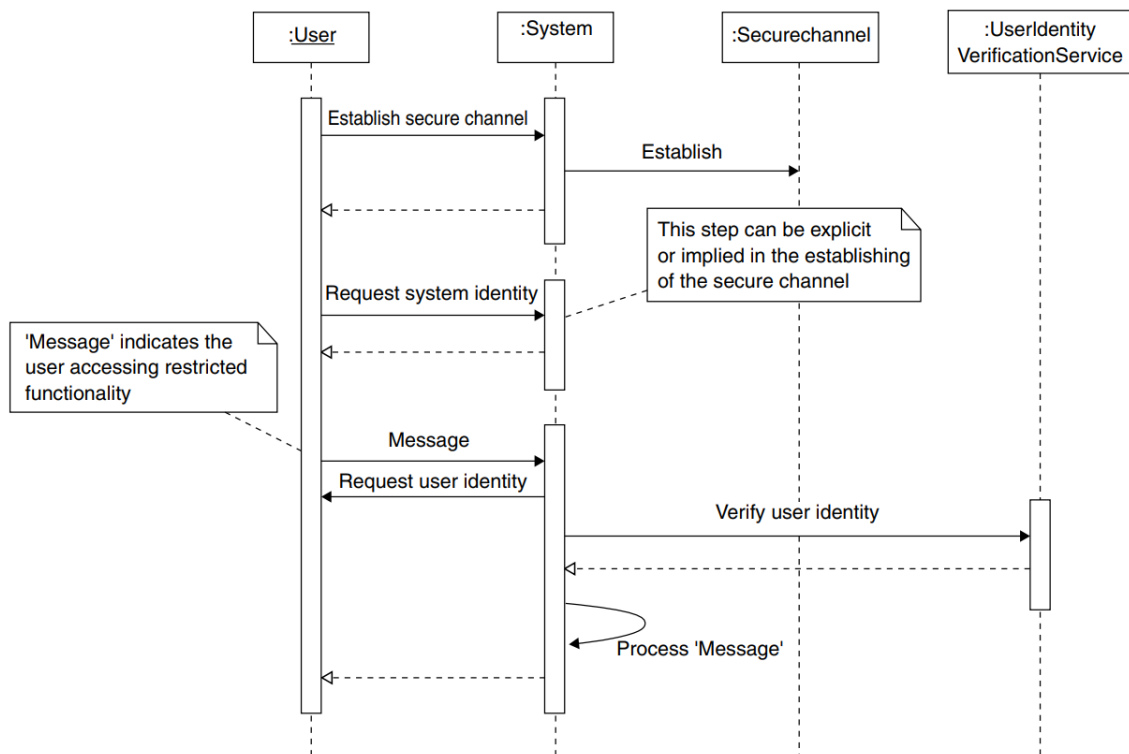 :User
:System
:Securechannel
:UserIdentity
VerificationService
Establish secure channel
Establish
This step can be explicit
or implied in the establishing
of the secure channel
Request system identity
'Message' indicates the
user accessing restricted
functionality
Message
Request user identity
Verify user identity
Process 'Message'